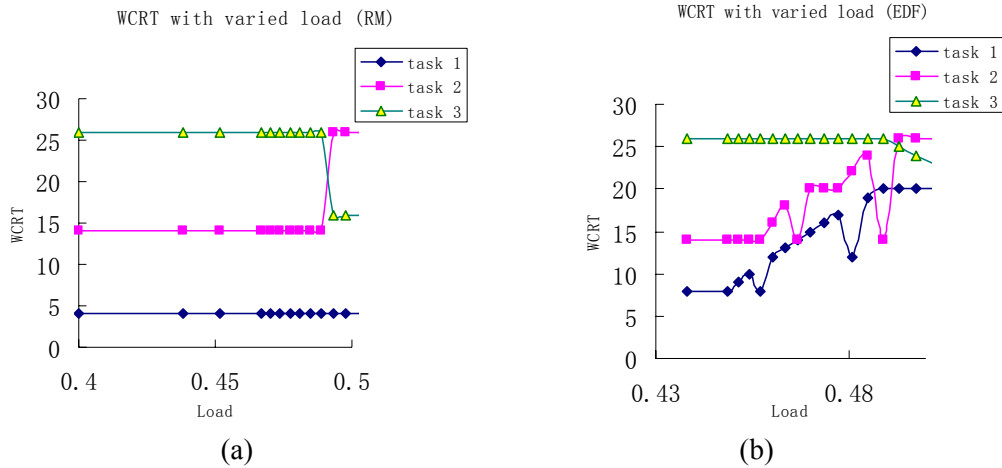 WCRT with varied load (RM)
task 1
task 2
task 3
30
25
20
15
10
5
0
WCRT
0.4
0.45
0.5
Load
(a)
WCRT with varied load (EDF)
task 1
task 2
task 3
30
25
20
15
10
5
0
WCRT
0.43
0.48
Load
(b)